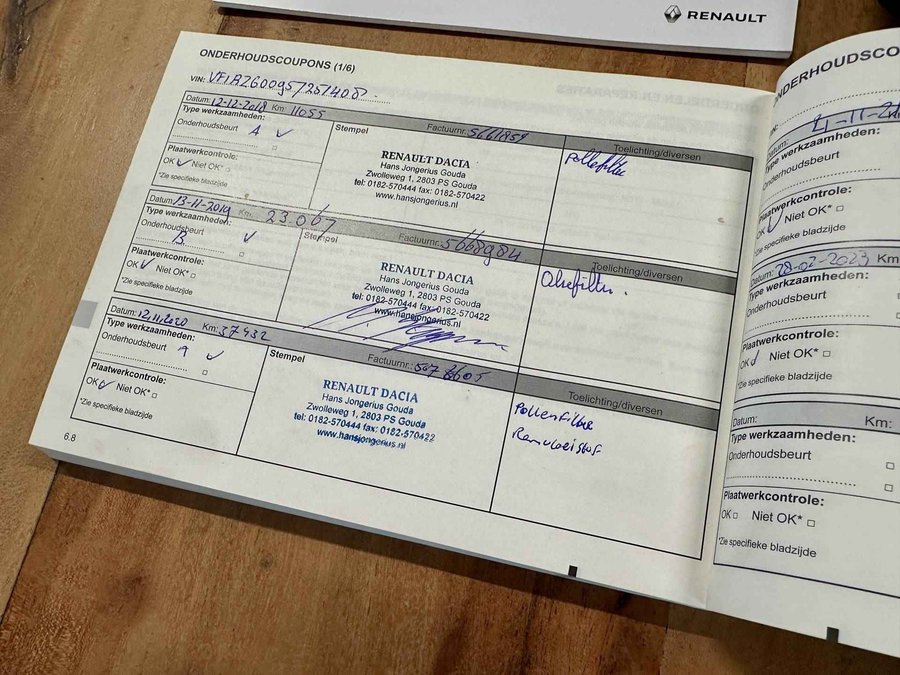 RENAULT
ONDERHOUDSCOUPONS (1/6)
VIN:
Datum: 12-12-2018 Km 11055
Type werkzaamheden:
Onderhoudsbeurt A ✓
Plaatwerkcontrole:
OK ✓ Niet OK* □
*Zie specifieke bladzijde
Factuurnr. 5661859
Stempel
RENAULT DACIA
Hans Jongerius Gouda
Zwolleweg 1, 2803 PS Gouda
tel: 0182-570444 fax: 0182-570422
www.hansjongerius.nl
Toelichting/diversen
Pollefilter
Datum: 13-11-2019 Km. 23.067
Type werkzaamheden:
Onderhoudsbeurt ✓
B
Plaatwerkcontrole:
OK ✓ Niet OK* □
*Zie specifieke bladzijde
Factuurnr. 5668984
Stempel
RENAULT DACIA
Hans Jongerius Gouda
Zwolleweg 1, 2803 PS Gouda
tel: 0182-570444 fax: 0182-570422
www.hansjongerius.nl
Toelichting/diversen
Oliefilter.
Datum: 12.11.2020 Km: 37432
Type werkzaamheden:
Onderhoudsbeurt A ✓
Plaatwerkcontrole:
OK ✓ Niet OK* □
*Zie specifieke bladzijde
Factuurnr.
Stempel
RENAULT DACIA
Hans Jongerius Gouda
Zwolleweg 1, 2803 PS Gouda
tel: 0182-570444 fax: 0182-570422
www.hansjongerius.nl
Toelichting/diversen
Pollenfilter
Remvloeistof
6.8
Datum:
Type werkzaamheden:
Onderhoudsbeurt
Plaatwerkcontrole:
OK ✓ Niet OK* □
*Zie specifieke bladzijde
Datum: 28-02-2023 Km:
Type werkzaamheden:
Onderhoudsbeurt
Plaatwerkcontrole:
OK ✓ Niet OK* □
*Zie specifieke bladzijde
Datum: Km:
Type werkzaamheden:
Onderhoudsbeurt □
Plaatwerkcontrole:
OK □ Niet OK* □
*Zie specifieke bladzijde